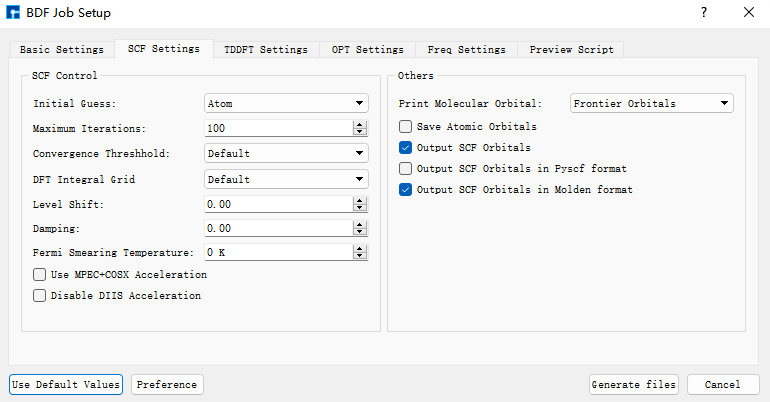 BDF Job Setup
?
Basic Settings
SCF Settings
TDDFT Settings
OPT Settings
Freq Settings
Preview Script
SCF Control
Initial Guess:
Atom
Maximum Iterations:
100
Convergence Threshhold:
Default
DFT Integral Grid
Default
Level Shift:
0.00
Damping:
0.00
Fermi Smearing Temperature:
0 K
Use MPEC+COSX Acceleration
Disable DIIS Acceleration
Others
Print Molecular Orbital:
Frontier Orbitals
Save Atomic Orbitals
Output SCF Orbitals
Output SCF Orbitals in Pyscf format
Output SCF Orbitals in Molden format
Use Default Values
Preference
Generate files
Cancel